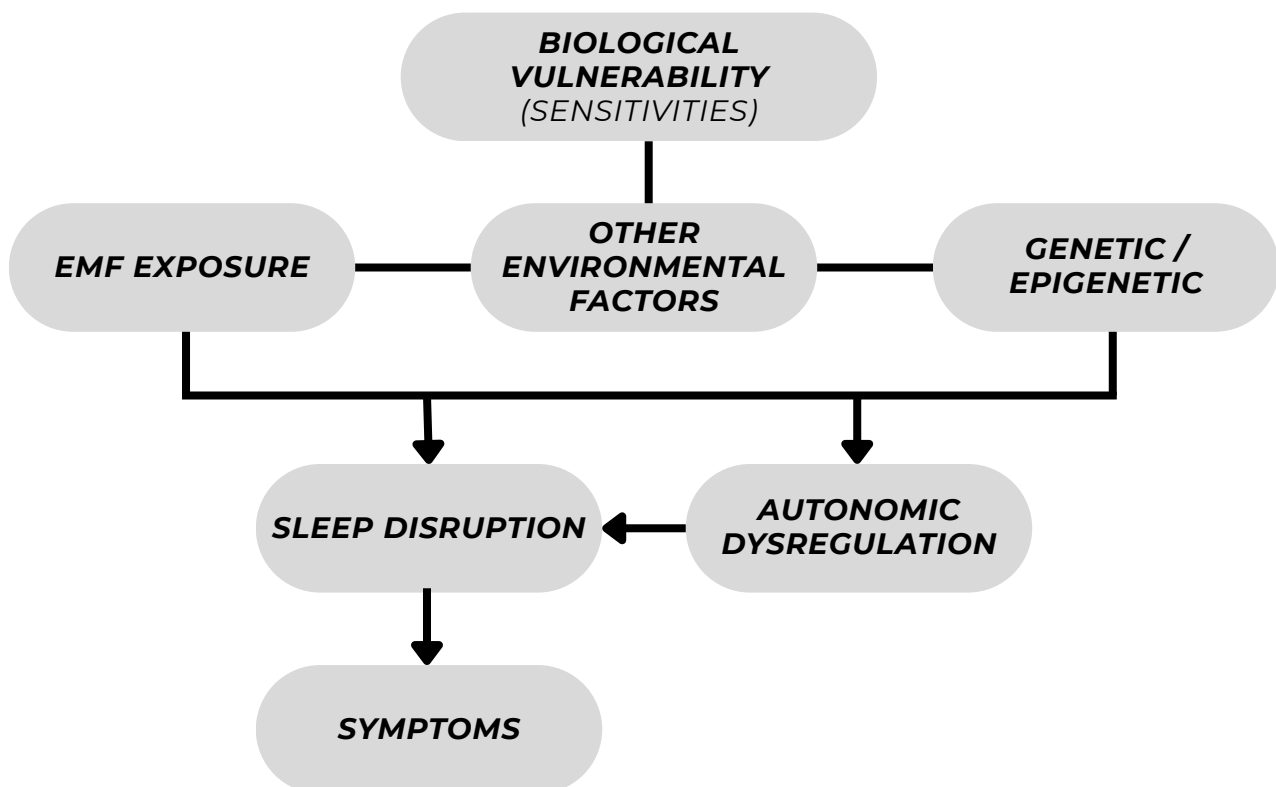 BIOLOGICAL
VULNERABILITY
(SENSITIVITIES)
EMF EXPOSURE
OTHER
ENVIRONMENTAL
FACTORS
GENETIC /
EPIGENETIC
SLEEP DISRUPTION
AUTONOMIC
DYSREGULATION
SYMPTOMS